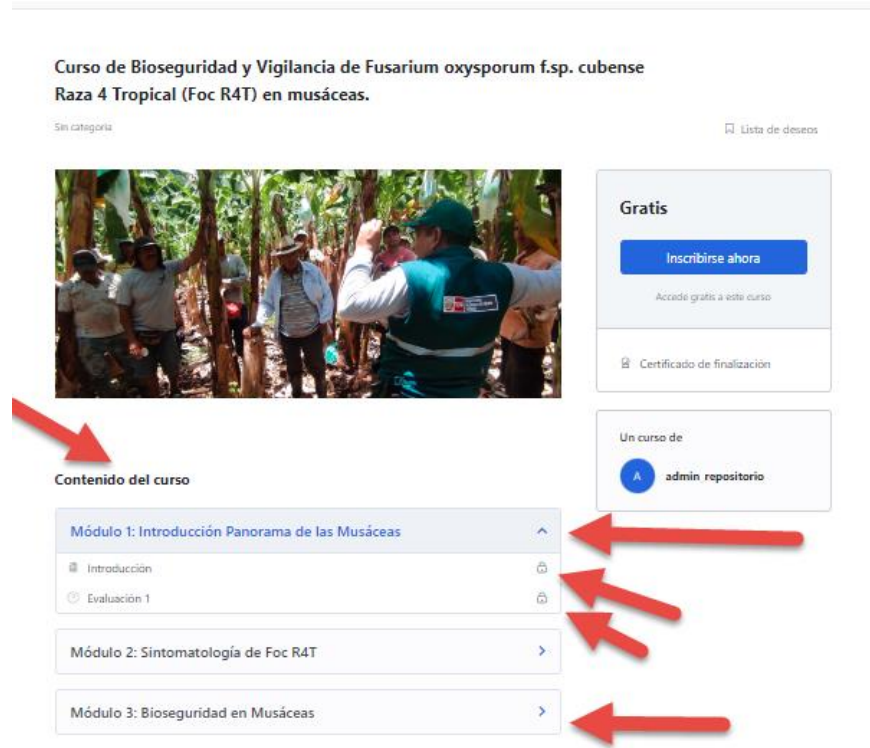 Curso de Bioseguridad y Vigilancia de Fusarium oxysporum f.sp. cubense
Raza 4 Tropical (Foc R4T) en musáceas.
Sin categoría
Lista de deseos
Gratis
Inscribirse ahora
Accede gratis a este curso
Certificado de finalización
Un curso de
A
admin_repositorio
Contenido del curso
Módulo 1: Introducción Panorama de las Musáceas
Introducción
Evaluación 1
Módulo 2: Sintomatología de Foc R4T
Módulo 3: Bioseguridad en Musáceas